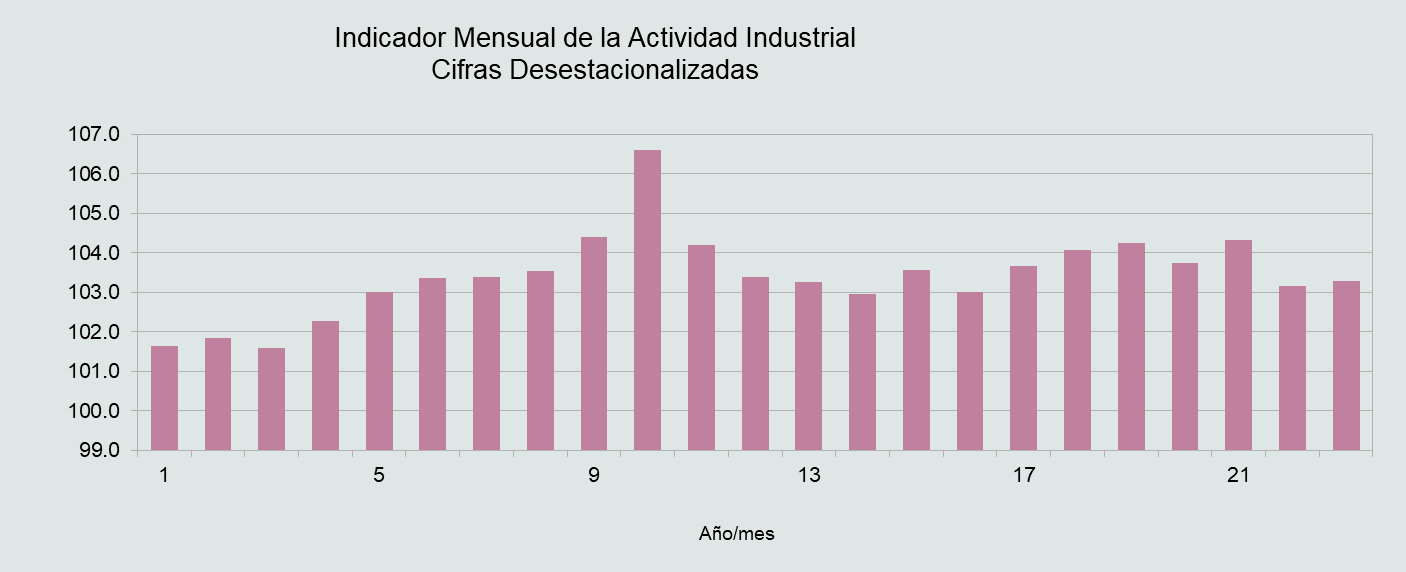 Indicador Mensual de la Actividad Industrial
Cifras Desestacionalizadas
107.0
106.0
105.0
104.0
103.0
102.0
101.0
100.0
99.0
1 5 9 13 17 21
Año/mes